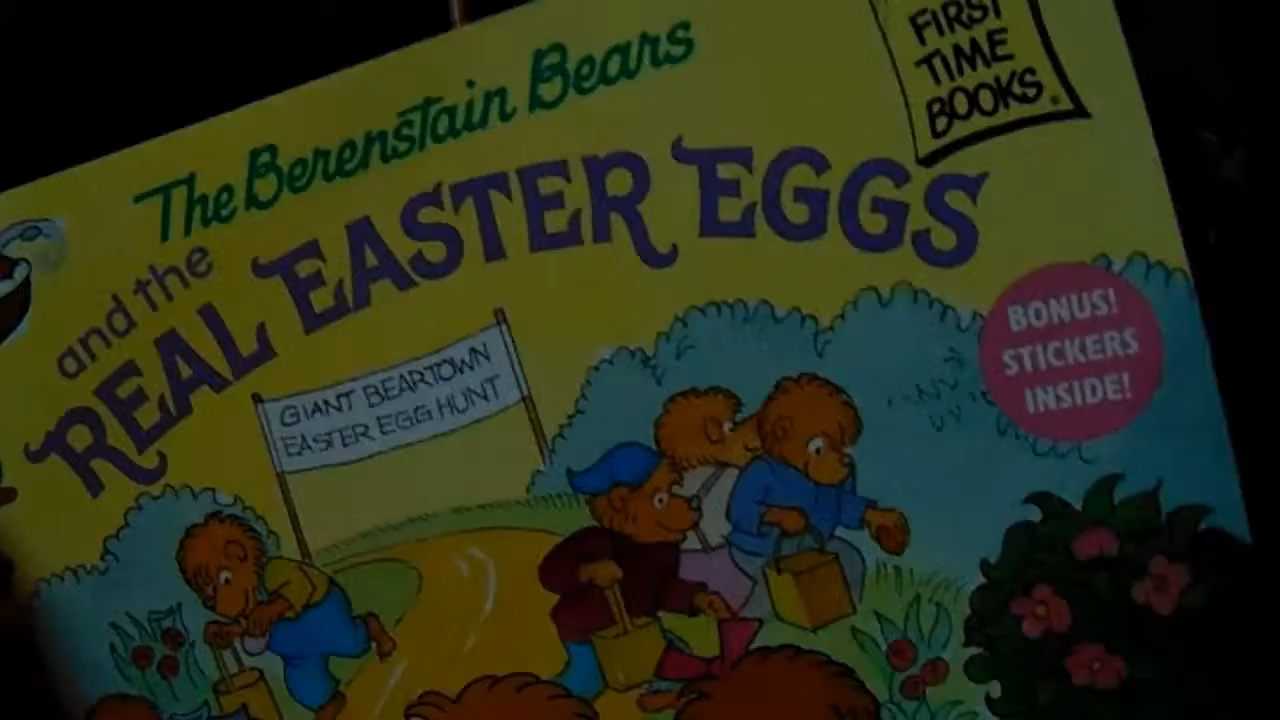 The Berenstain Bears
and the
REAL EASTER EGGS
FIRST
TIME
BOOKS
BONUS!
STICKERS
INSIDE!
GIANT BEARTOWN
EASTER EGG HUNT